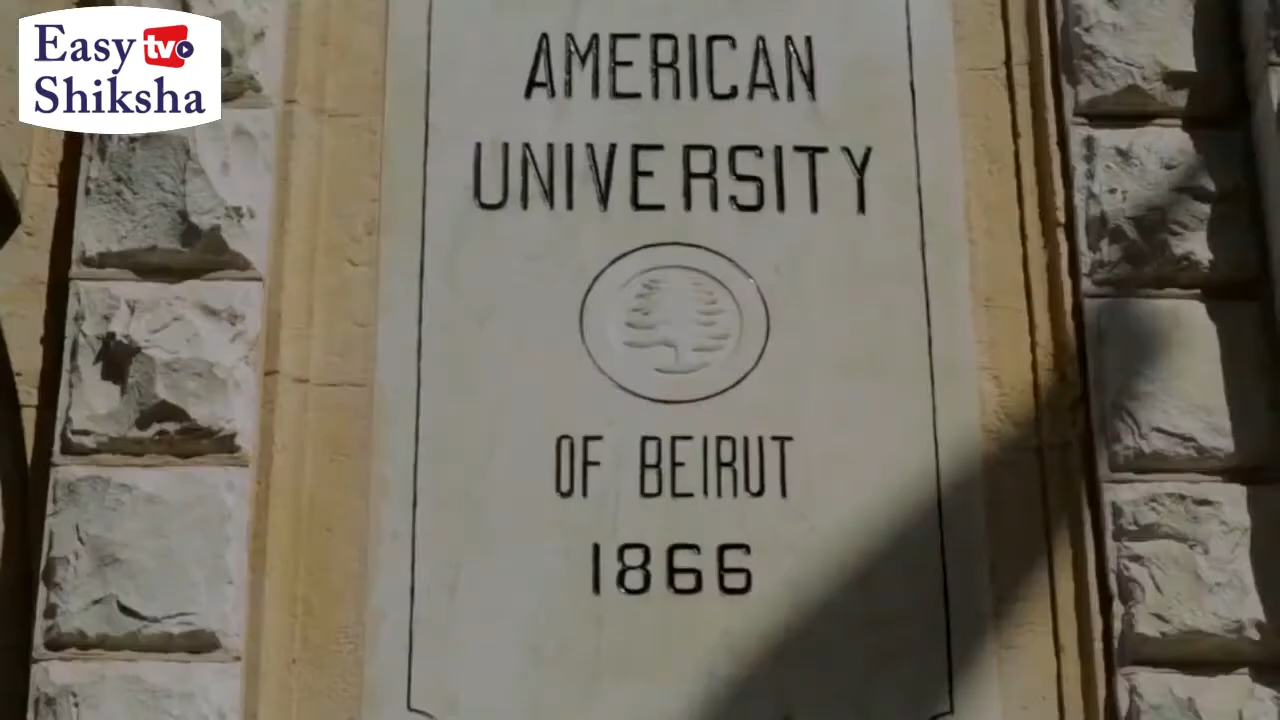 Easy tv
Shiksha
AMERICAN
UNIVERSITY
OF BEIRUT
1866